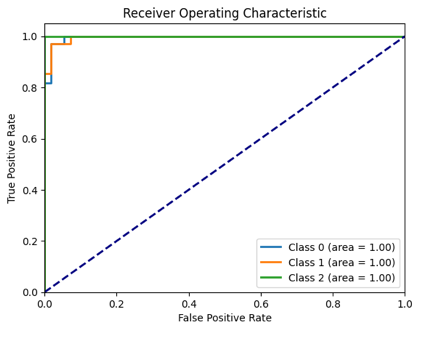 Receiver Operating Characteristic
1.0
0.8
0.6
0.4
0.2
0.0
True Positive Rate
Class 0 (area = 1.00)
Class 1 (area = 1.00)
Class 2 (area = 1.00)
0.0 0.2 0.4 0.6 0.8 1.0
False Positive Rate